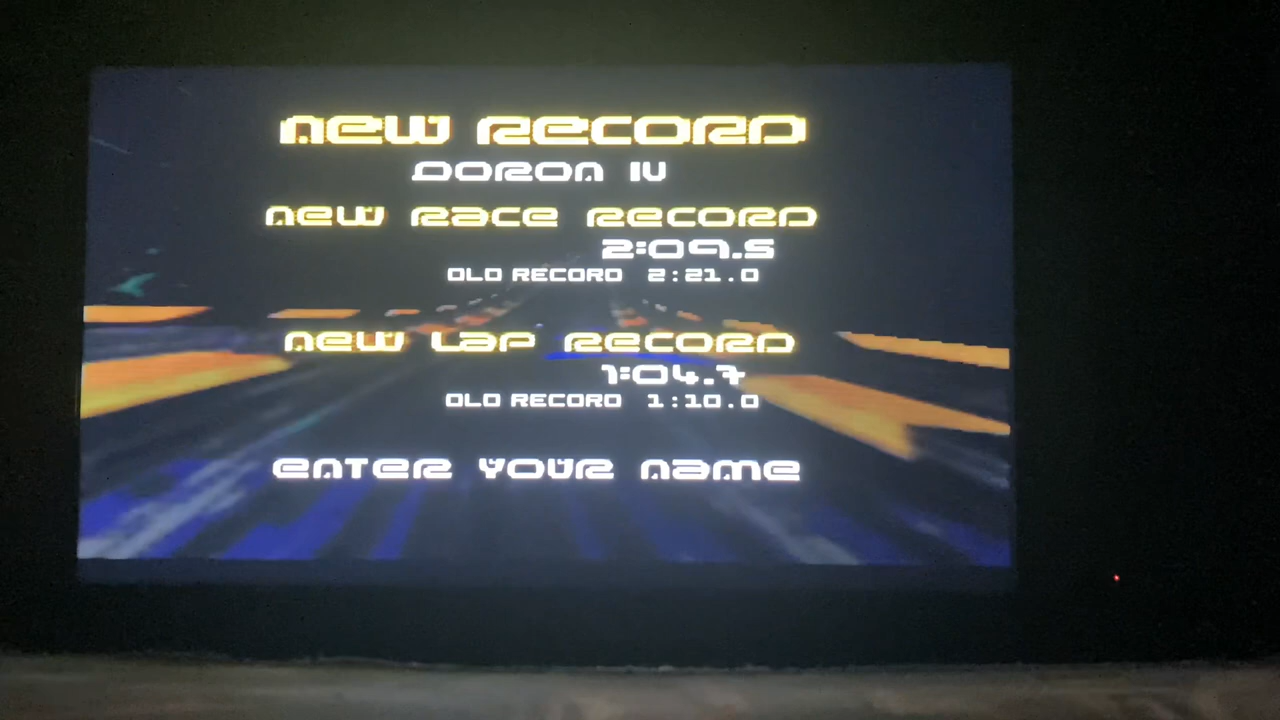 NEW RECORD
DORON IV
NEW RACE RECORD
2:09.5
OLD RECORD 2:21.0
NEW LAP RECORD
1:04.7
OLD RECORD 1:10.0
ENTER YOUR NAME